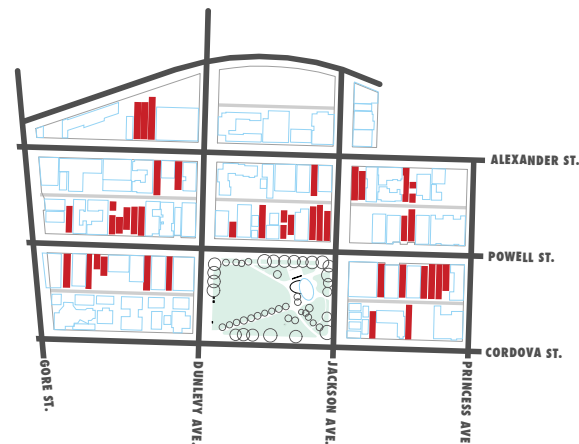 ALEXANDER ST.
POWELL ST.
CORDOVA ST.
GORE ST.
DUNLEVY AVE.
JACKSON AVE.
PRINCESS AVE.